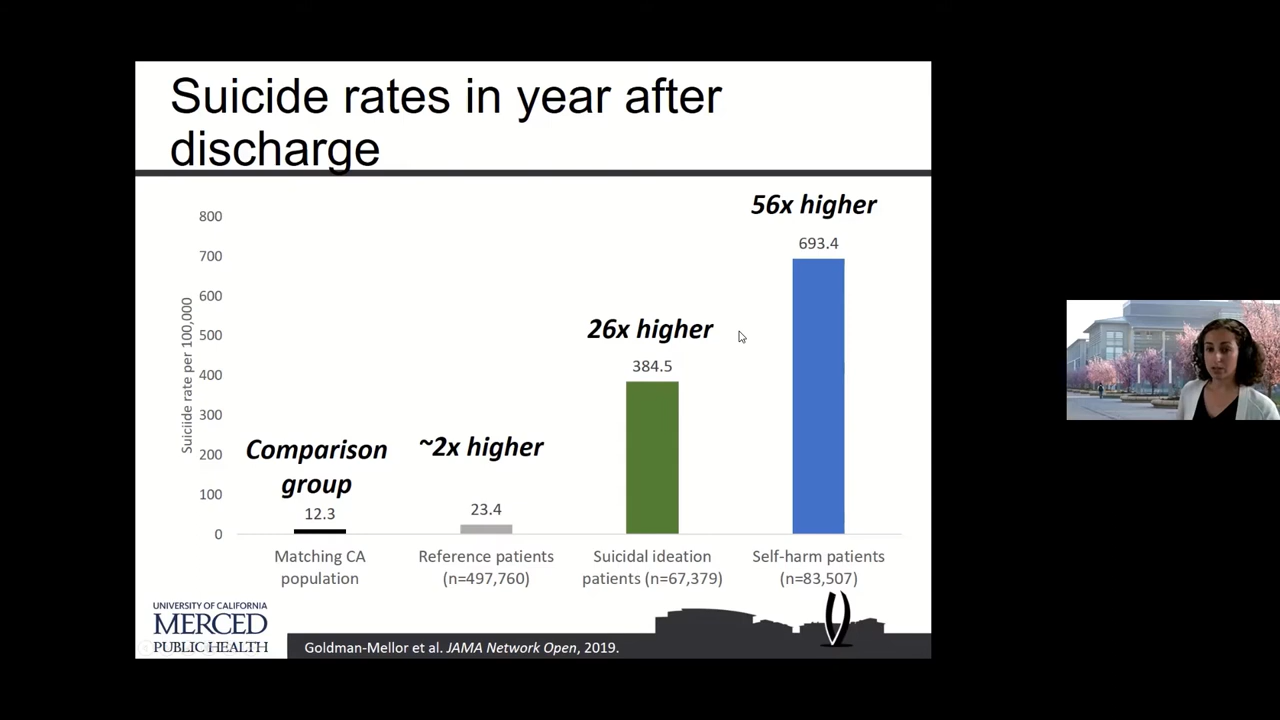 Suicide rates in year after
discharge
56x higher
800
693.4
700
600
26x higher
500
384.5
400
Suiciide rate per 100,000
300
Comparison
group
~2x higher
200
100
12.3
23.4
0
Matching CA
population
Reference patients
(n=497,760)
Suicidal ideation
patients (n=67,379)
Self-harm patients
(n=83,507)
UNIVERSITY OF CALIFORNIA
MERCED
PUBLIC HEALTH
Goldman-Mellor et al. JAMA Network Open, 2019.